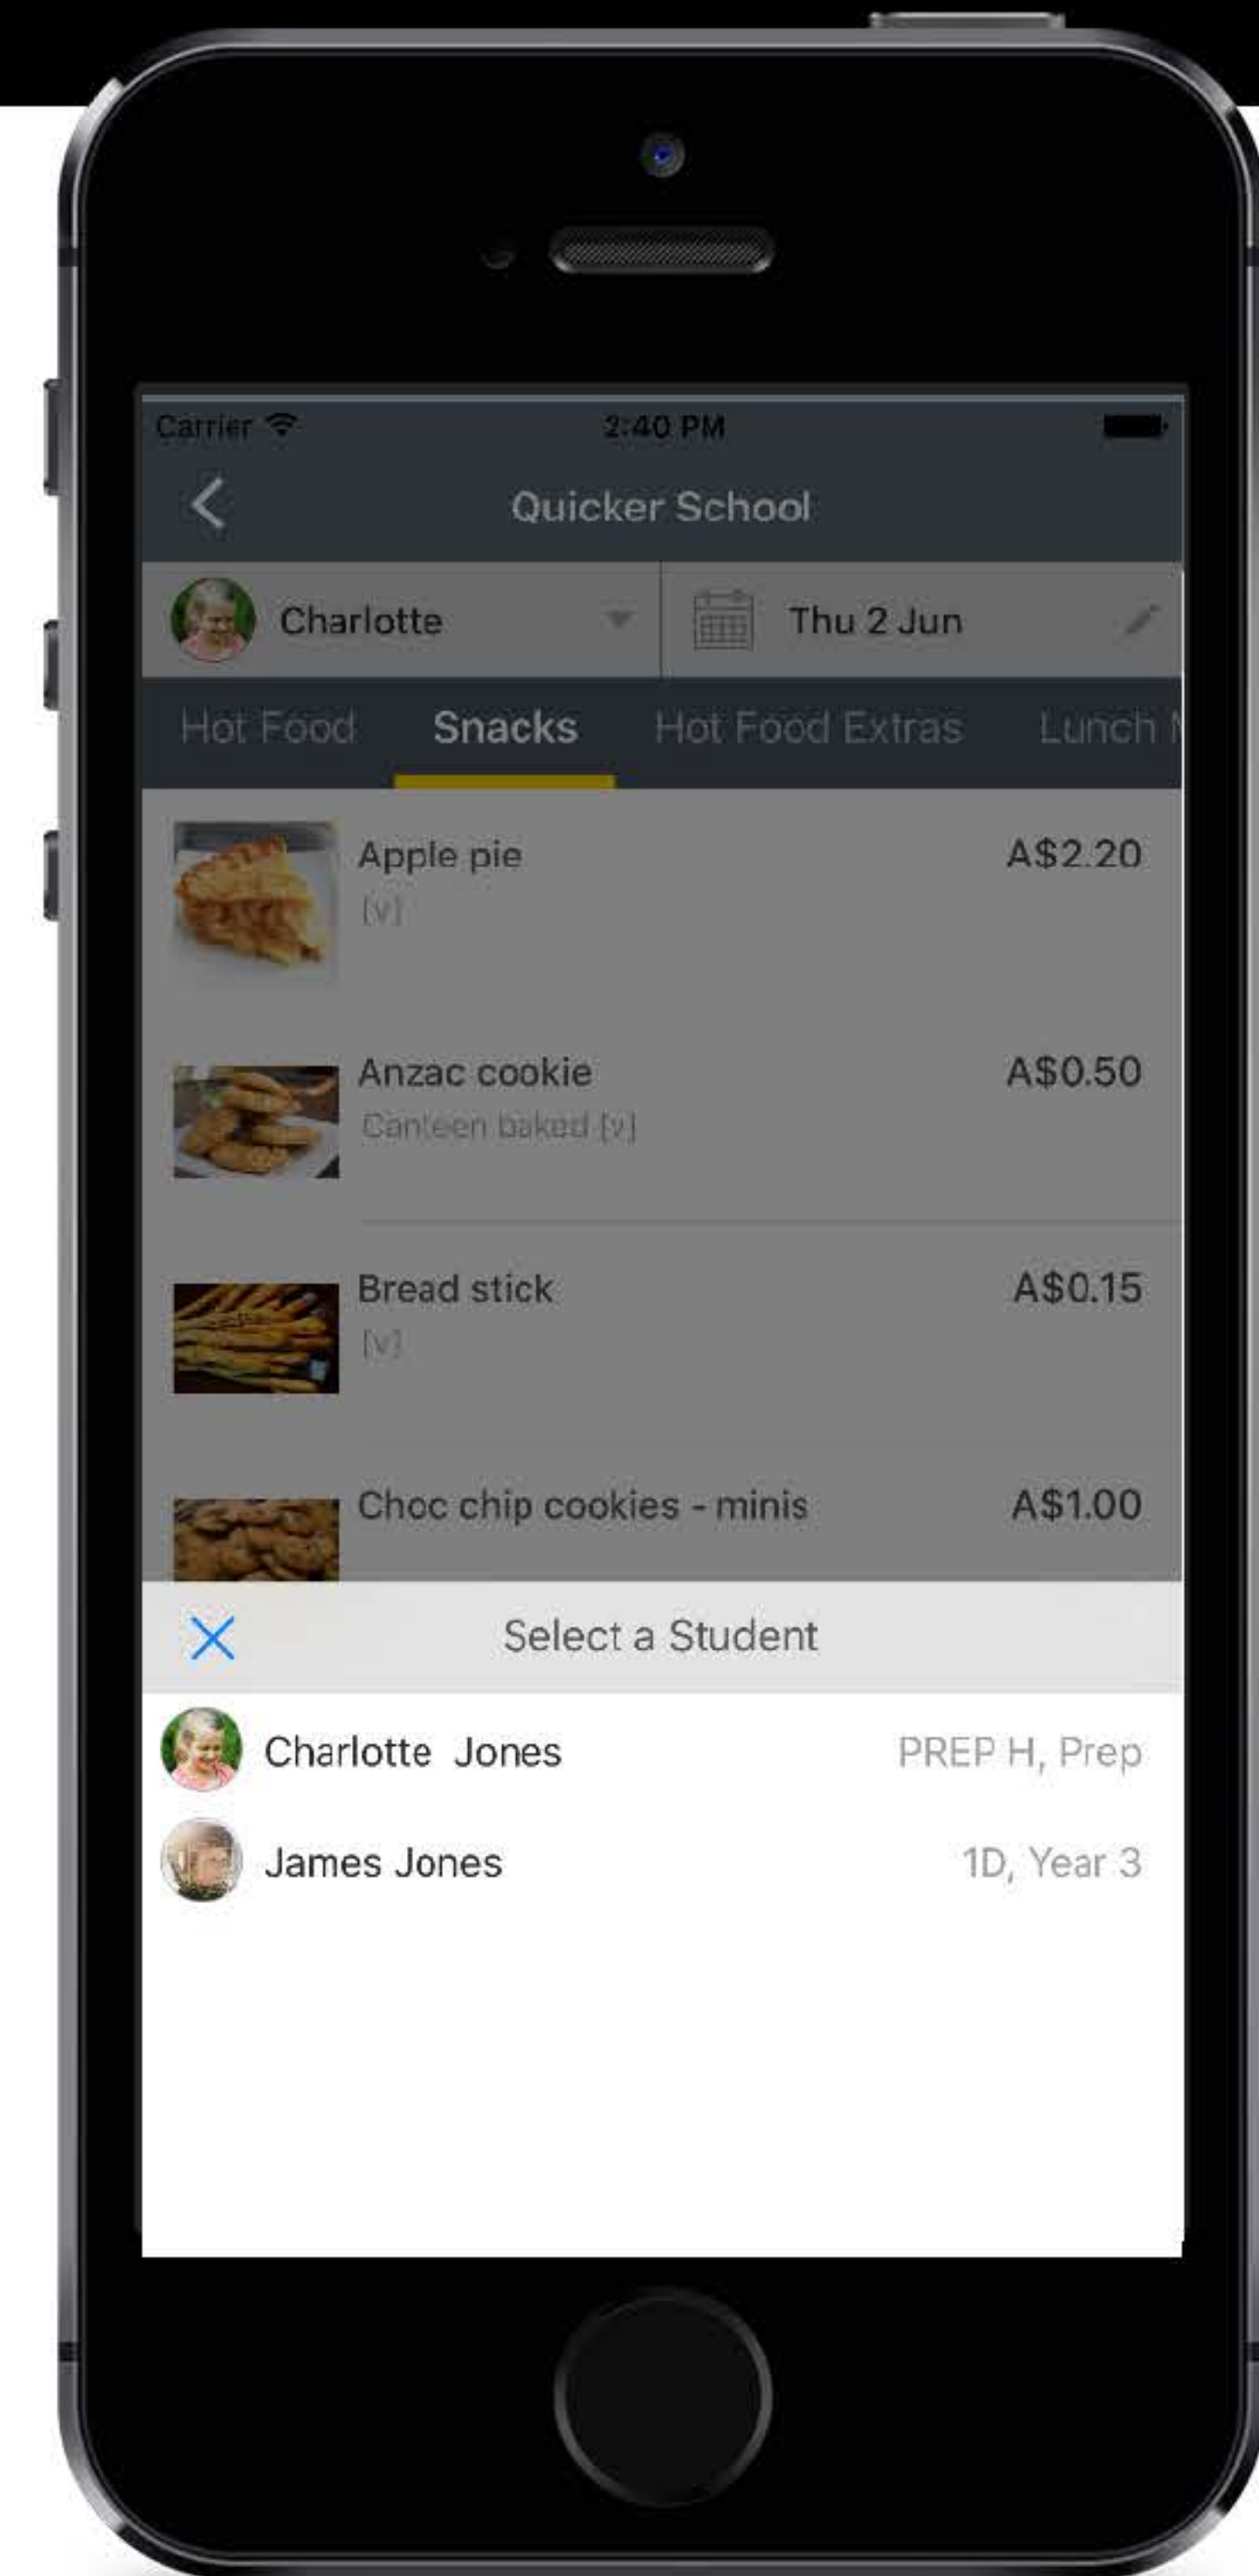 Carrier 2:40 PM
Quicker School
Charlotte Thu 2 Jun
Hot Food Snacks Hot Food Extras Lunch
Apple pie A$2.20
[v]
Anzac cookie A$0.50
Canteen baked [v]
Bread stick A$0.15
[v]
Choc chip cookies - minis A$1.00
Select a Student
Charlotte Jones PREP H, Prep
James Jones 1D, Year 3